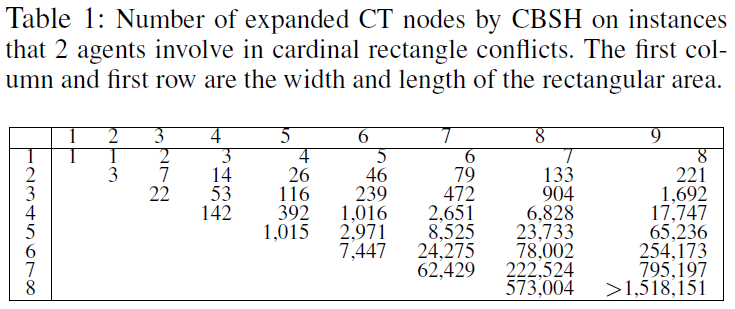 Table 1: Number of expanded CT nodes by CBSH on instances
that 2 agents involve in cardinal rectangle conflicts. The first col-
umn and first row are the width and length of the rectangular area.
1 2 3 4 5 6 7 8 9
1 1 1 2 3 4 5 6 7 8
2 3 7 14 26 46 79 133 221
3 22 53 116 239 472 904 1,692
4 142 392 1,016 2,651 6,828 17,747
5 1,015 2,971 8,525 23,733 65,236
6 7,447 24,275 78,002 254,173
7 62,429 222,524 795,197
8 573,004 >1,518,151